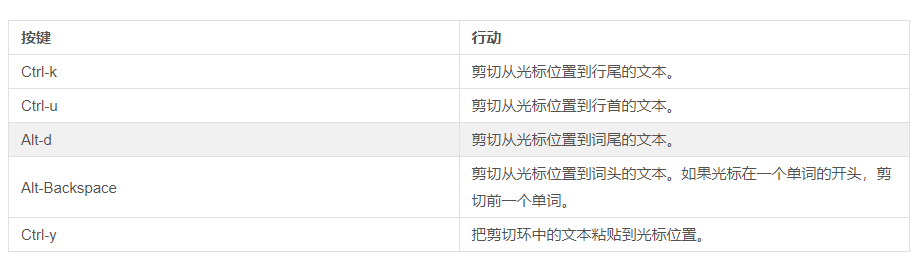 按键 行动
Ctrl-k 剪切从光标位置到行尾的文本。
Ctrl-u 剪切从光标位置到行首的文本。
Alt-d 剪切从光标位置到词尾的文本。
Alt-Backspace 剪切从光标位置到词头的文本。如果光标在一个单词的开头，剪
切前一个单词。
Ctrl-y 把剪切环中的文本粘贴到光标位置。